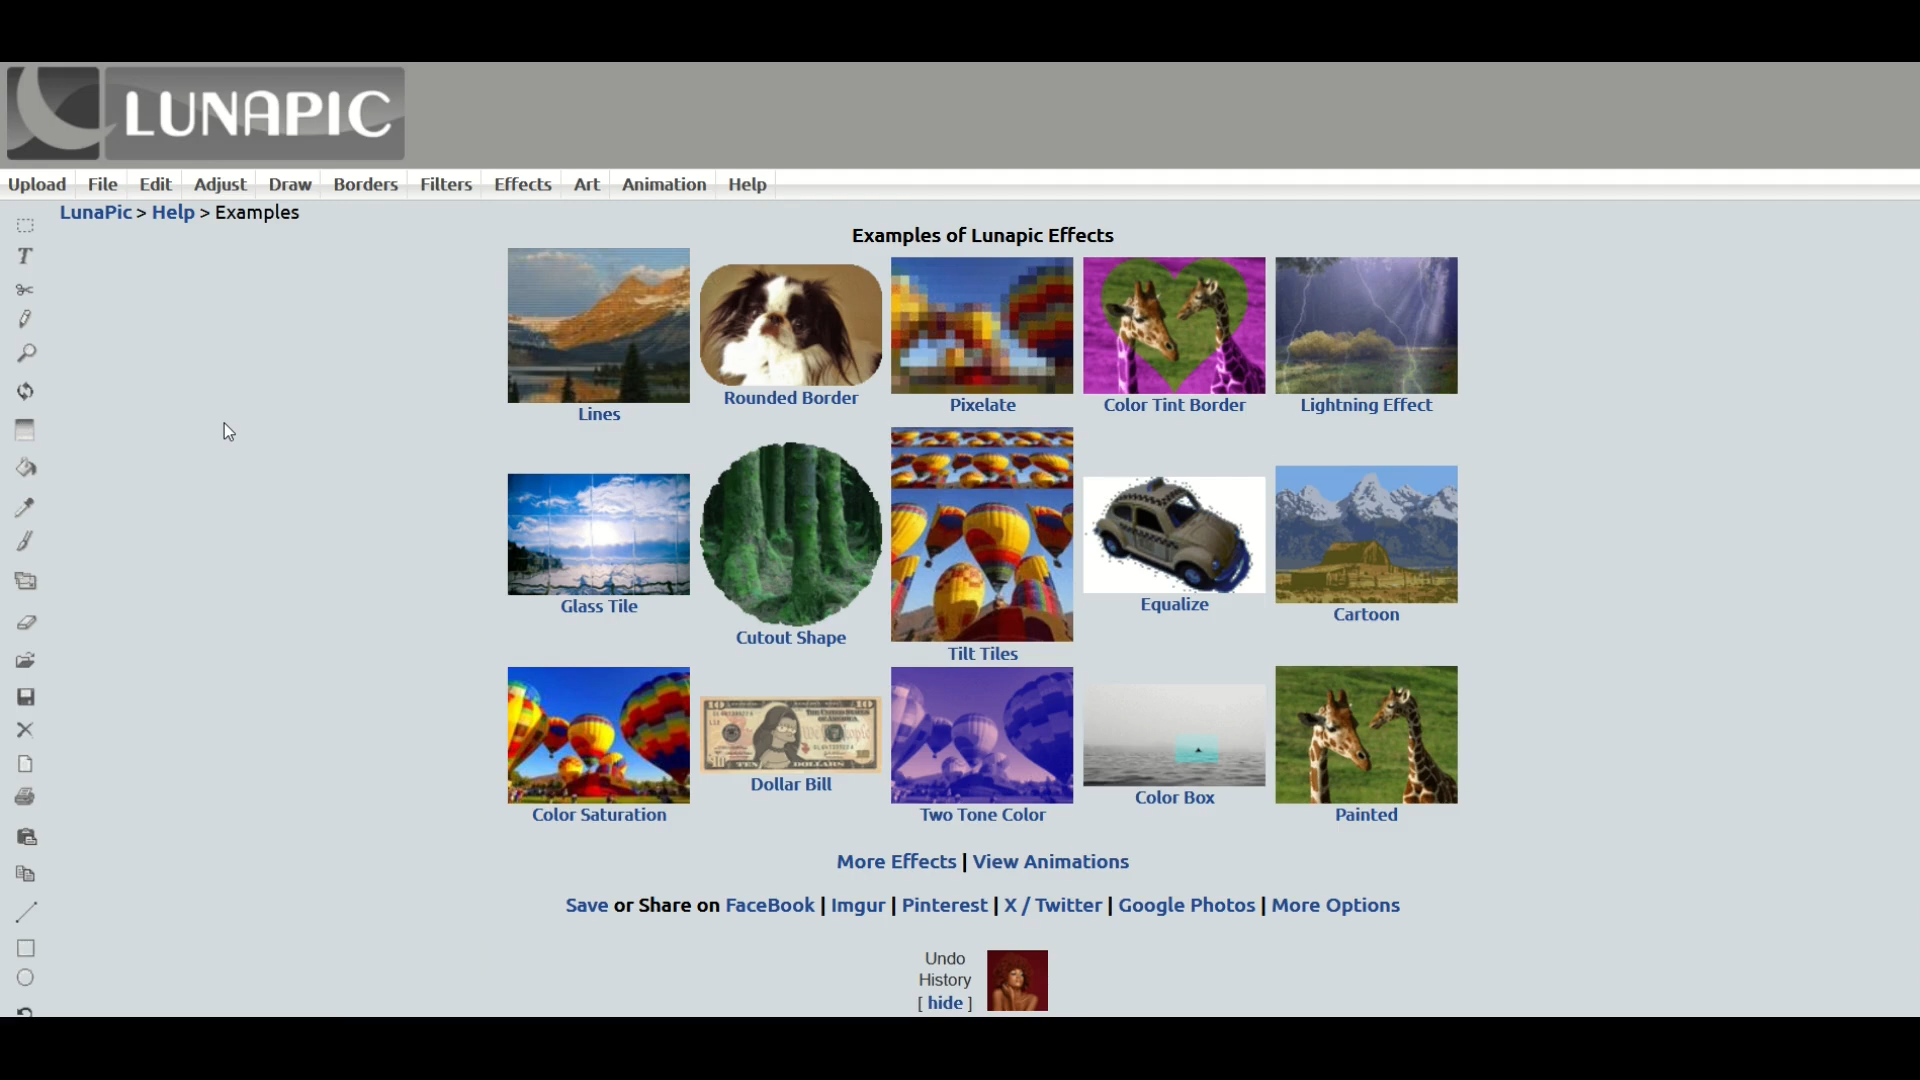 LUNAPIC
Upload File Edit Adjust Draw Borders Filters Effects Art Animation Help
LunaPic > Help > Examples
Examples of Lunapic Effects
Lines
Rounded Border
Pixelate
Color Tint Border
Lightning Effect
Glass Tile
Cutout Shape
Tilt Tiles
Equalize
Cartoon
Color Saturation
Dollar Bill
Two Tone Color
Color Box
Painted
More Effects | View Animations
Save or Share on FaceBook | Imgur | Pinterest | X / Twitter | Google Photos | More Options
Undo
History
[ hide ]